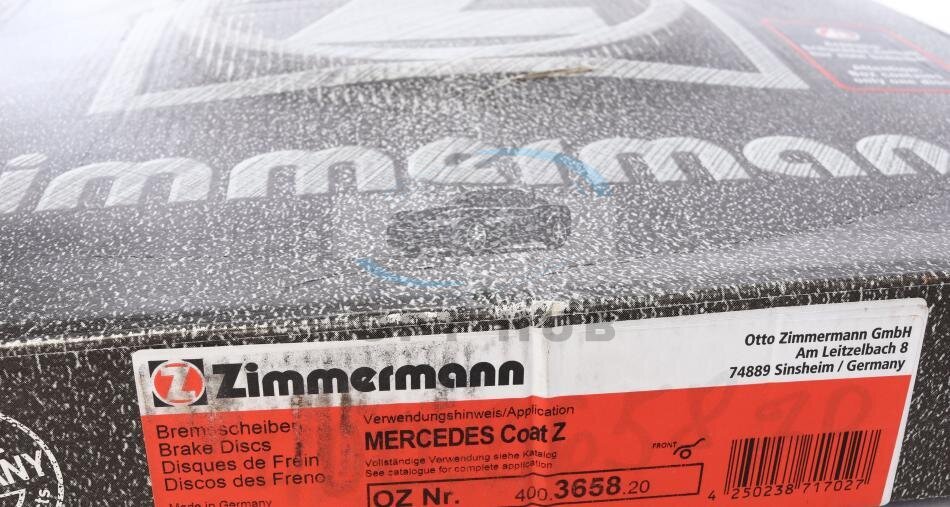 Zimmermann
HUB
Zimmermann
Otto Zimmermann GmbH
Am Leitzelbach 8
74889 Sinsheim / Germany
Bremsscheiben
Brake Discs
Disques de Frein
Discos des Freno
Made in Germany
Verwendungshinweis/Application
MERCEDES Coat Z
Vollständige Verwendung siehe Katalog
See catalogue for complete application
OZ Nr. 400.3658.20
FRONT
4 250238 717027
NY